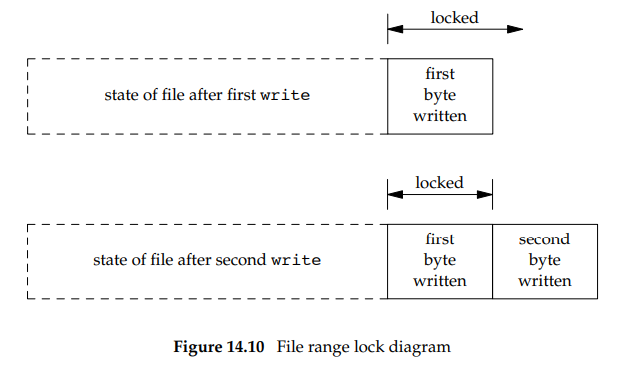 locked
state of file after first write
first
byte
written
locked
state of file after second write
first
byte
written
second
byte
written
Figure 14.10 File range lock diagram